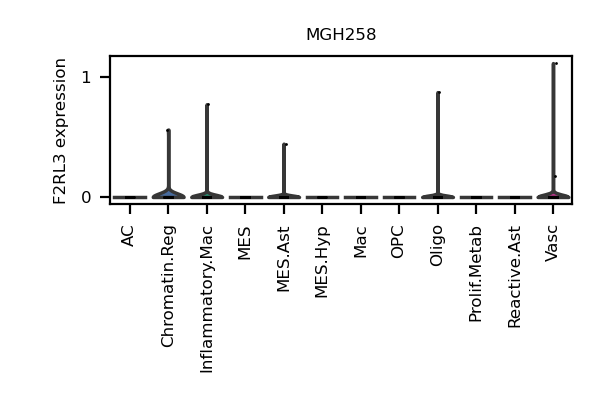 MGH258
F2RL3 expression
1
0
AC
Chromatin.Reg
Inflammatory.Mac
MES
MES.Ast
MES.Hyp
Mac
OPC
Oligo
Prolif.Metab
Reactive.Ast
Vasc